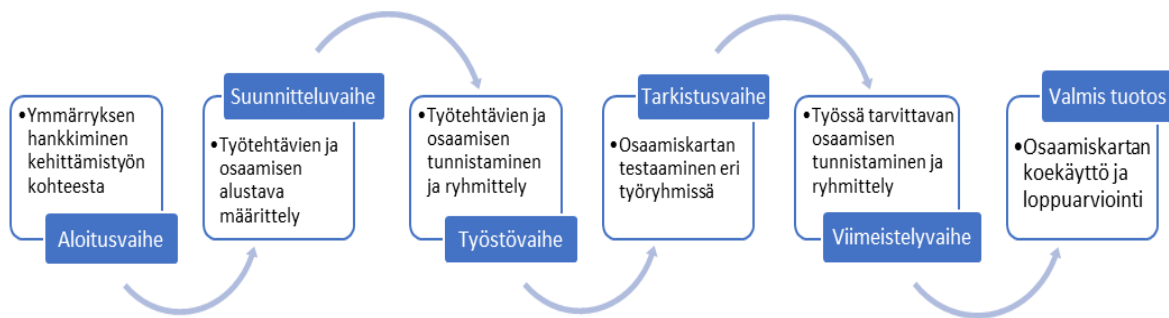 •Ymmärryksen
hankkiminen
kehittämistyön
kohteesta
Aloitusvaihe
Suunnitteluvaihe
•Työtehtävien ja
osaamisen
alustava
määrittely
•Työtehtävien ja
osaamisen
tunnistaminen
ja ryhmittely
Työstövaihe
Tarkistusvaihe
•Osaamiskartan
testaaminen eri
työryhmissä
•Työssä tarvittavan
osaamisen
tunnistaminen ja
ryhmittely
Viimeistelyvaihe
Valmis tuotos
•Osaamiskartan
koekäyttö ja
loppuarviointi